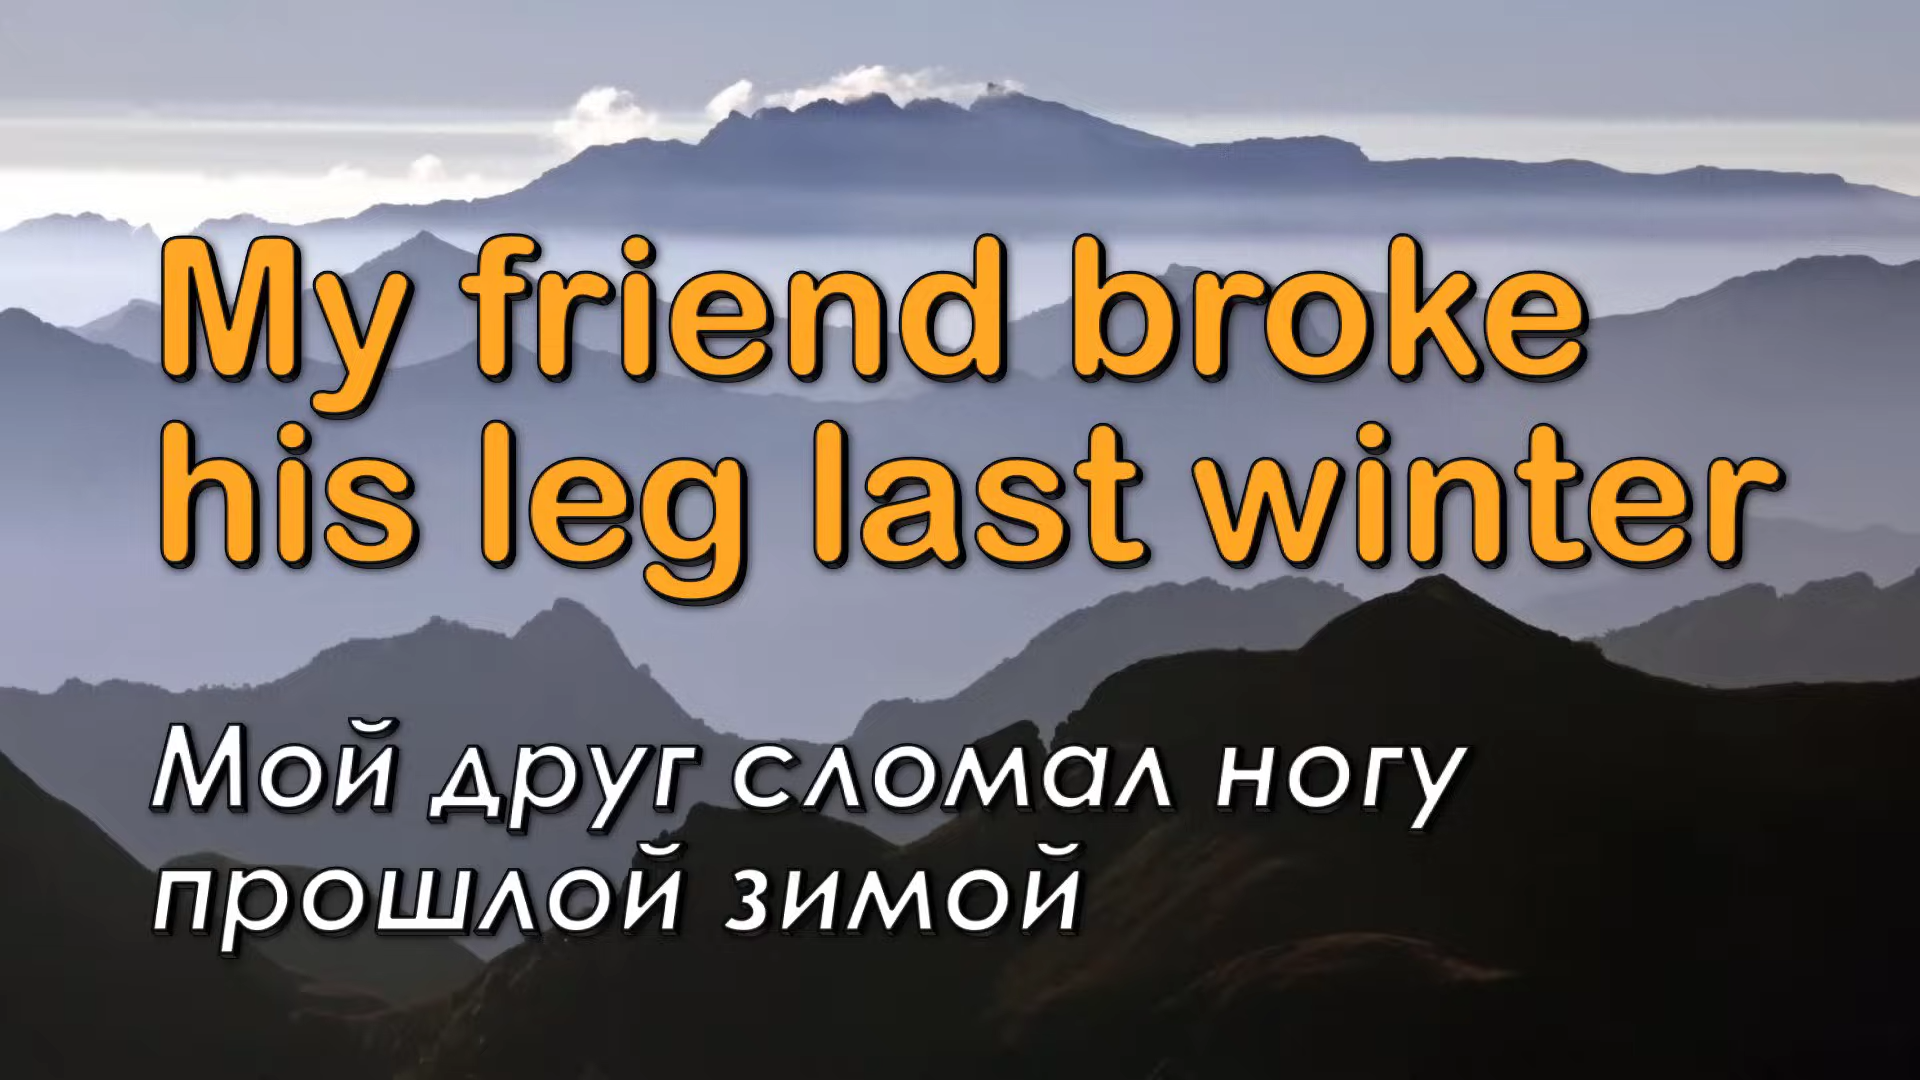 My friend broke
his leg last winter
Мой друг сломал ногу
прошлой зимой